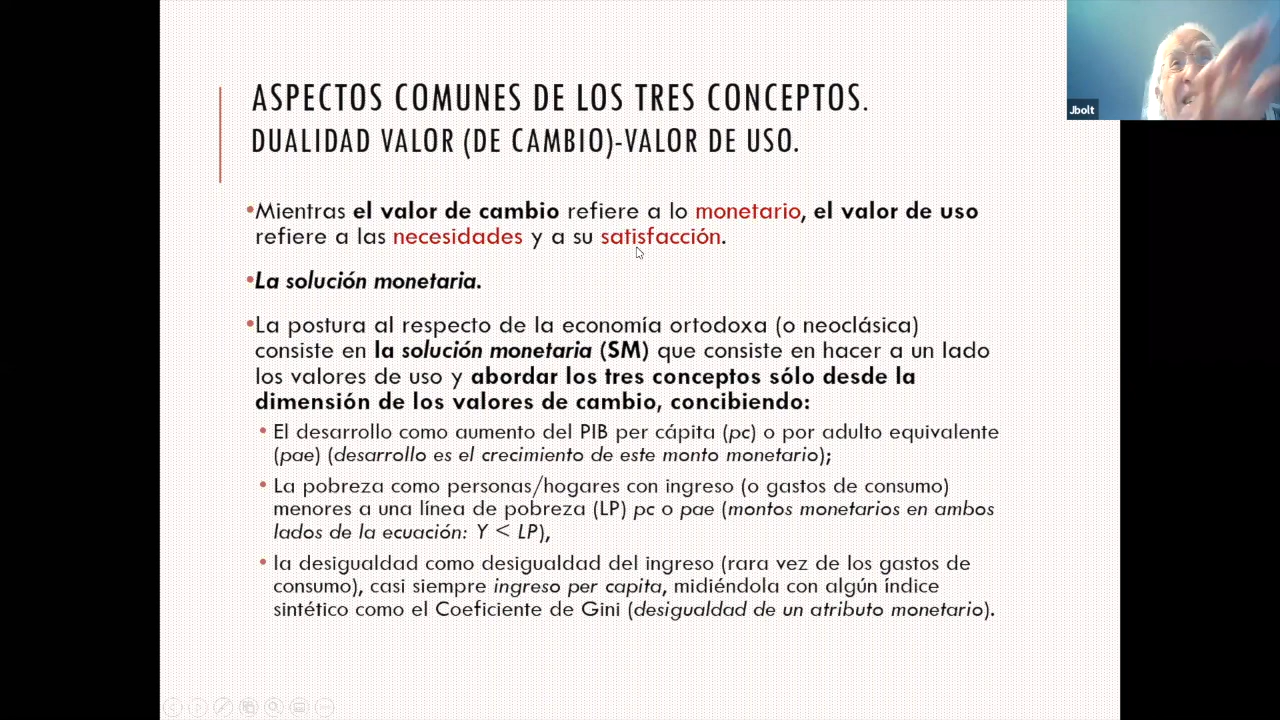 ASPECTOS COMUNES DE LOS TRES CONCEPTOS.
DUALIDAD VALOR (DE CAMBIO)-VALOR DE USO.
Jbolt
•Mientras el valor de cambio refiere a lo monetario, el valor de uso
refiere a las necesidades y a su satisfacción.
•La solución monetaria.
•La postura al respecto de la economía ortodoxa (o neoclásica)
consiste en la solución monetaria (SM) que consiste en hacer a un lado
los valores de uso y abordar los tres conceptos sólo desde la
dimensión de los valores de cambio, concibiendo:
• El desarrollo como aumento del PIB per cápita (pc) o por adulto equivalente
(pae) (desarrollo es el crecimiento de este monto monetario);
• La pobreza como personas/hogares con ingreso (o gastos de consumo)
menores a una línea de pobreza (LP) pc o pae (montos monetarios en ambos
lados de la ecuación: Y < LP),
• la desigualdad como desigualdad del ingreso (rara vez de los gastos de
consumo), casi siempre ingreso per capita, midiéndola con algún índice
sintético como el Coeficiente de Gini (desigualdad de un atributo monetario).